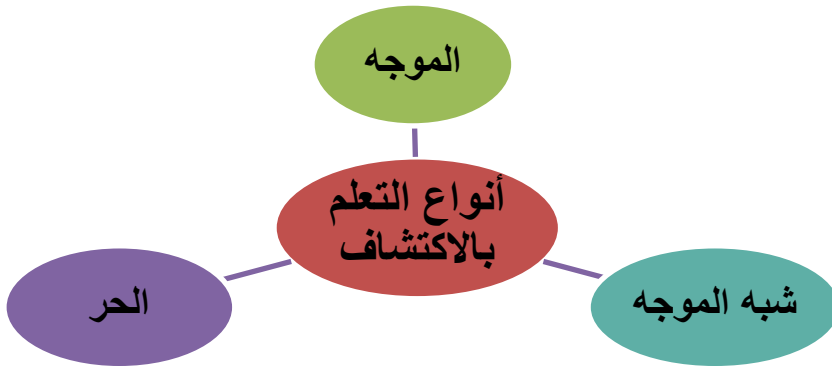 الموجه
أنواع التعلم
بالاكتشاف
شبه الموجه
الحر